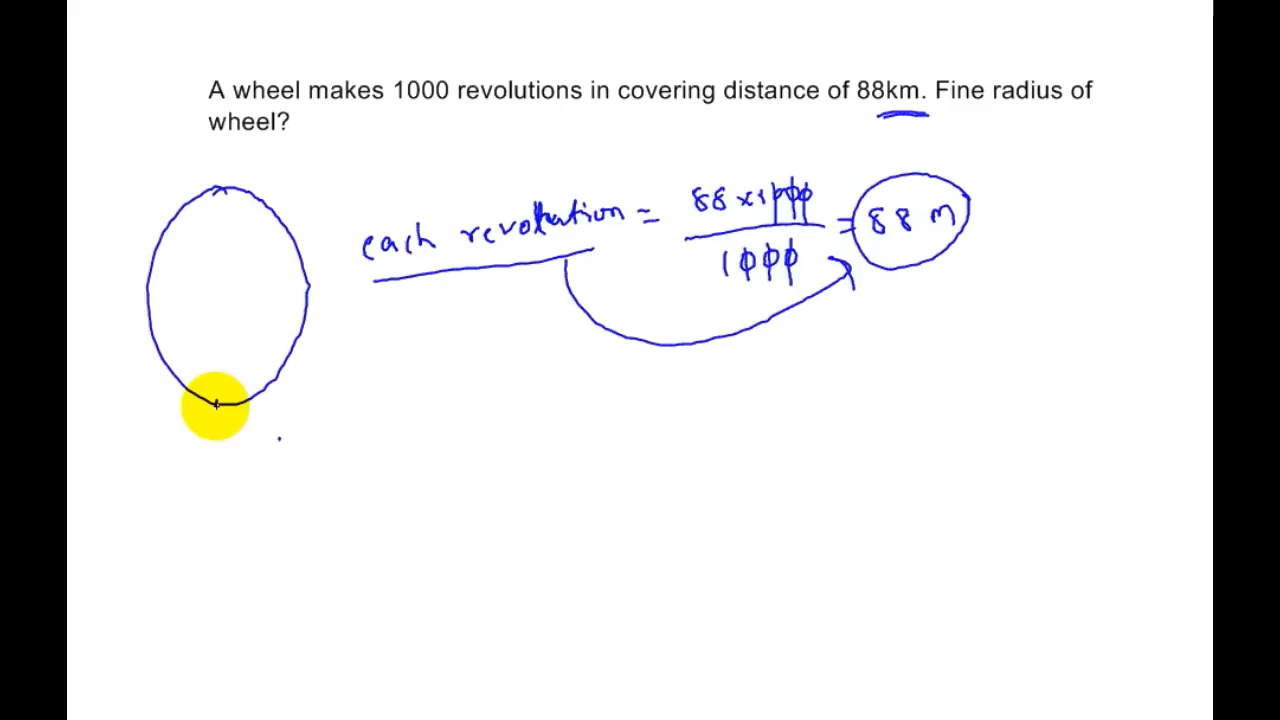 A wheel makes 1000 revolutions in covering distance of 88km. Fine radius of
wheel?
each revolution = 88 x 1000 / 1000 = 88 m